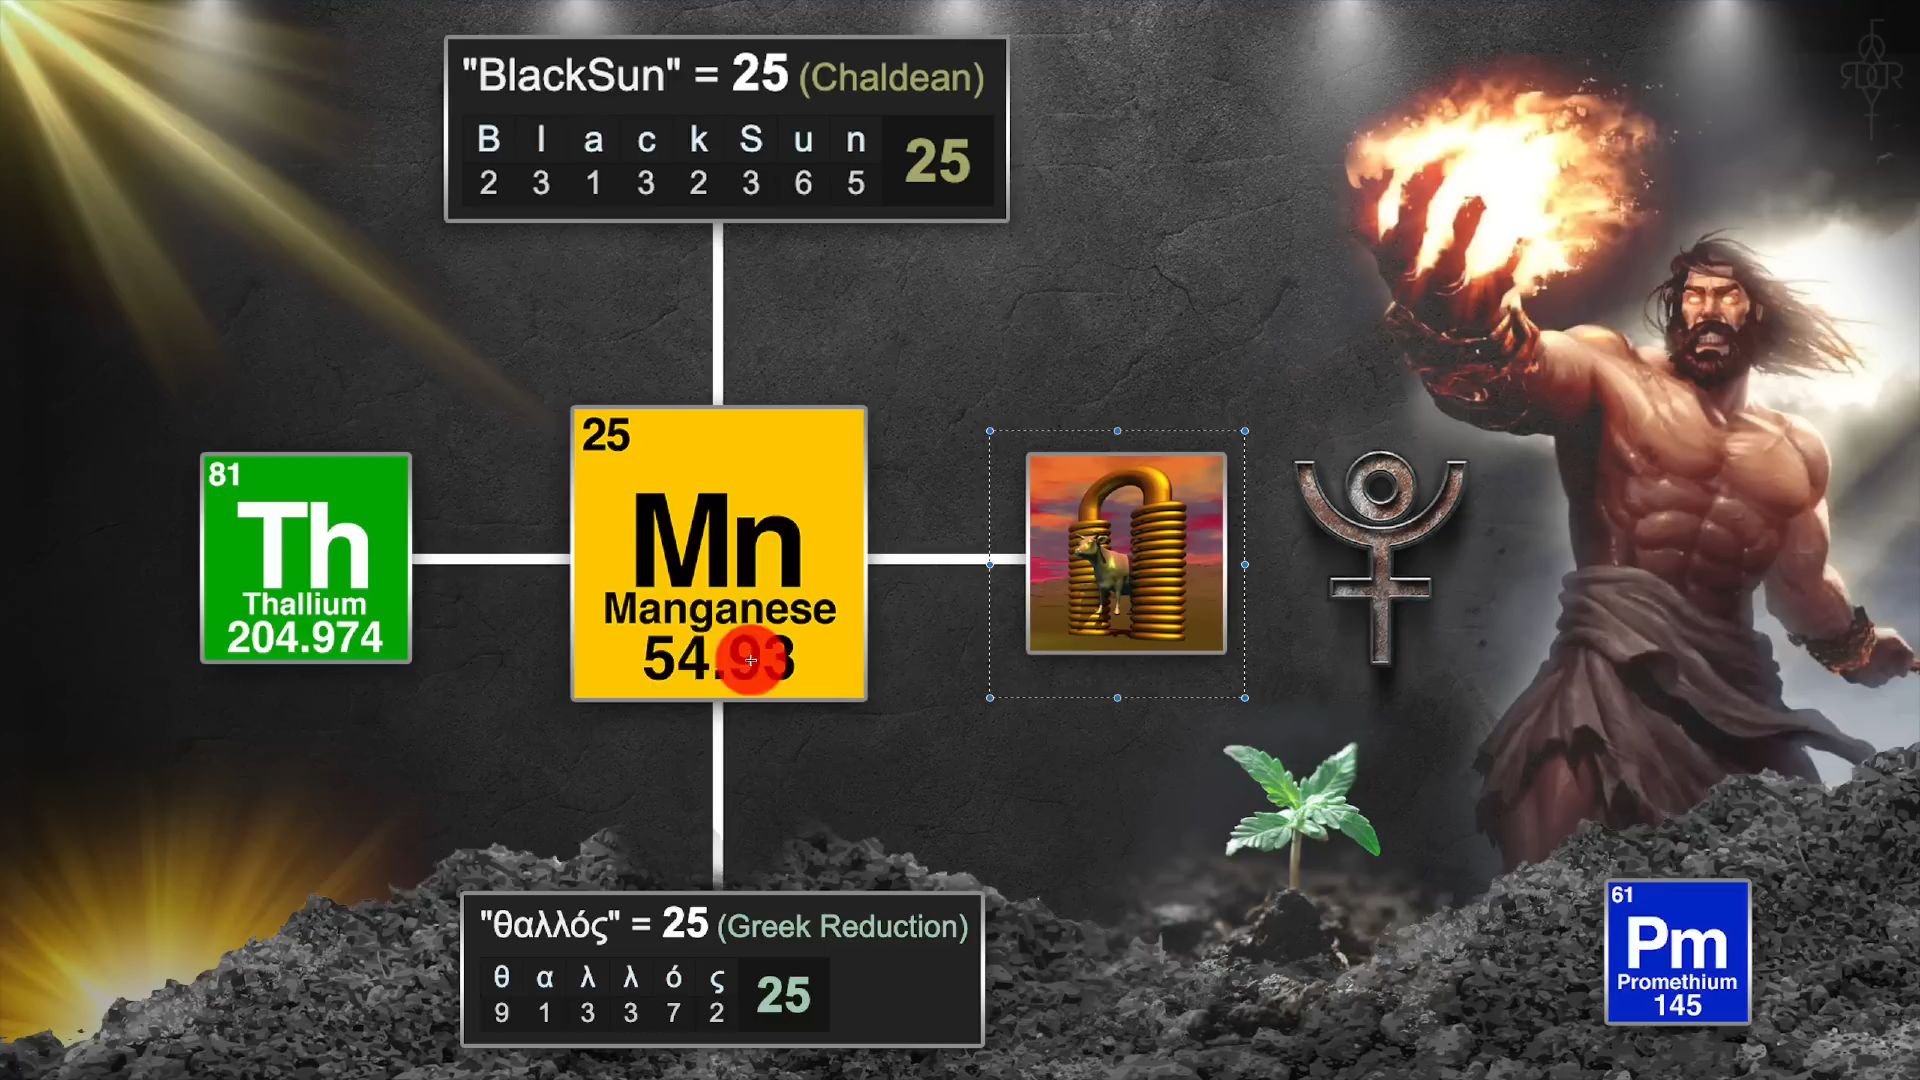 "BlackSun" = 25 (Chaldean)
B l a c k S u n
2 3 1 3 2 3 6 5
25
81
Th
Thallium
204.974
25
Mn
Manganese
54.93
"θαλλός" = 25 (Greek Reduction)
θ α λ λ ό ς
9 1 3 3 7 2
25
61
Pm
Promethium
145